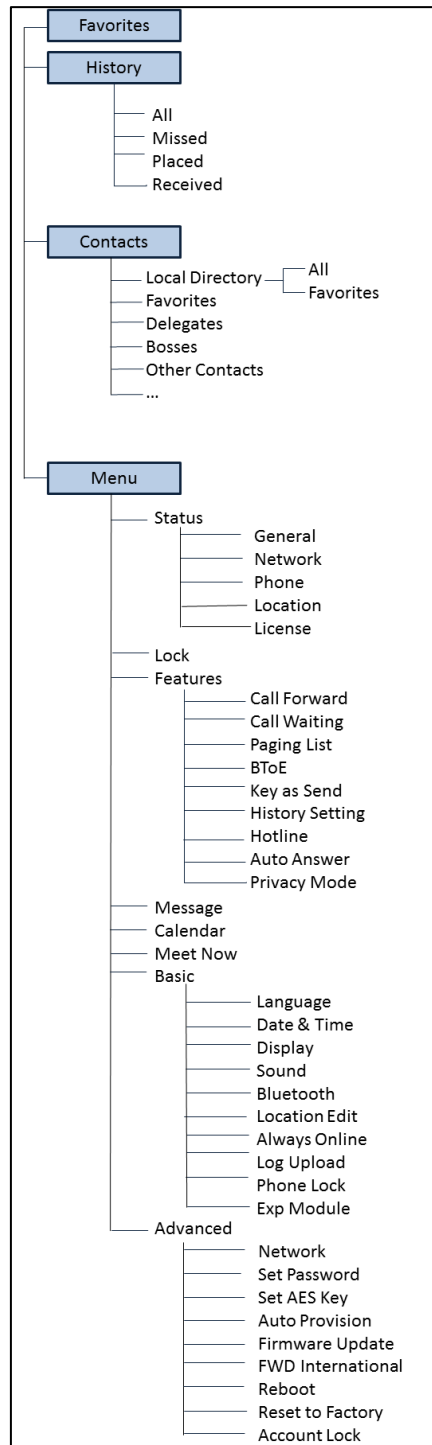 Favorites
History
All
Missed
Placed
Received
Contacts
Local Directory
All
Favorites
Favorites
Delegates
Bosses
Other Contacts
...
Menu
Status
General
Network
Phone
Location
License
Lock
Features
Call Forward
Call Waiting
Paging List
BToE
Key as Send
History Setting
Hotline
Auto Answer
Privacy Mode
Message
Calendar
Meet Now
Basic
Language
Date & Time
Display
Sound
Bluetooth
Location Edit
Always Online
Log Upload
Phone Lock
Exp Module
Advanced
Network
Set Password
Set AES Key
Auto Provision
Firmware Update
FWD International
Reboot
Reset to Factory
Account Lock